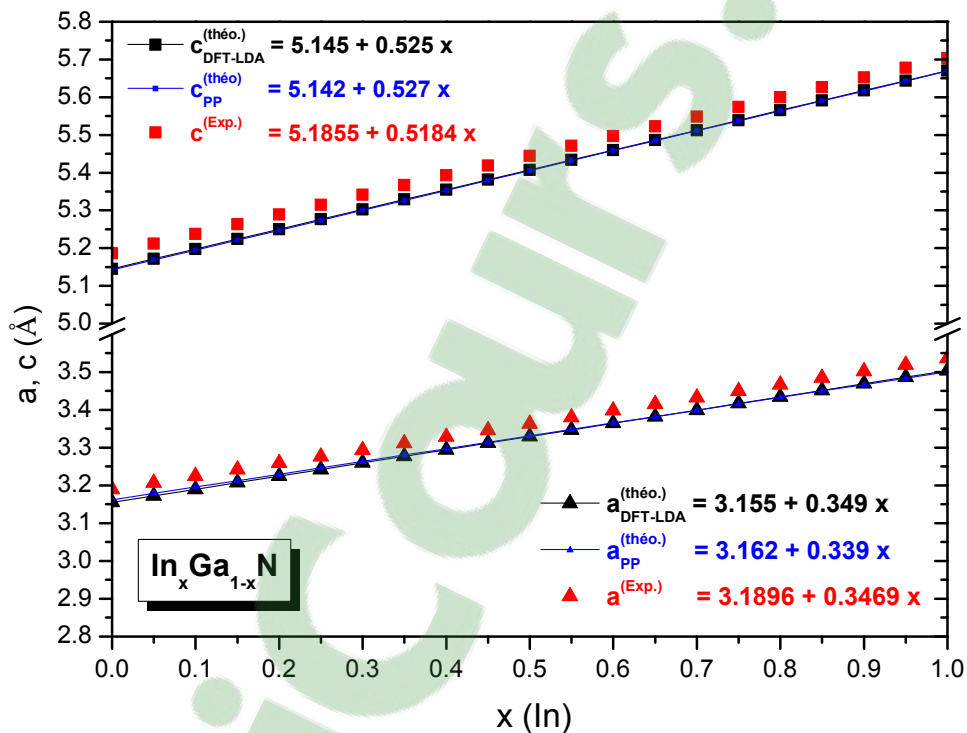 c(théo.)DFT-LDA = 5.145 + 0.525 x
c(théo)PP = 5.142 + 0.527 x
c(Exp.) = 5.1855 + 0.5184 x
5.8
5.7
5.6
5.5
5.4
5.3
5.2
5.1
5.0
a, c (Å)
3.5
3.4
3.3
3.2
3.1
3.0
2.9
2.8
a(théo.)DFT-LDA = 3.155 + 0.349 x
a(théo.)PP = 3.162 + 0.339 x
a(Exp.) = 3.1896 + 0.3469 x
InxGa1-xN
0.0 0.1 0.2 0.3 0.4 0.5 0.6 0.7 0.8 0.9 1.0
x (In)
icours.